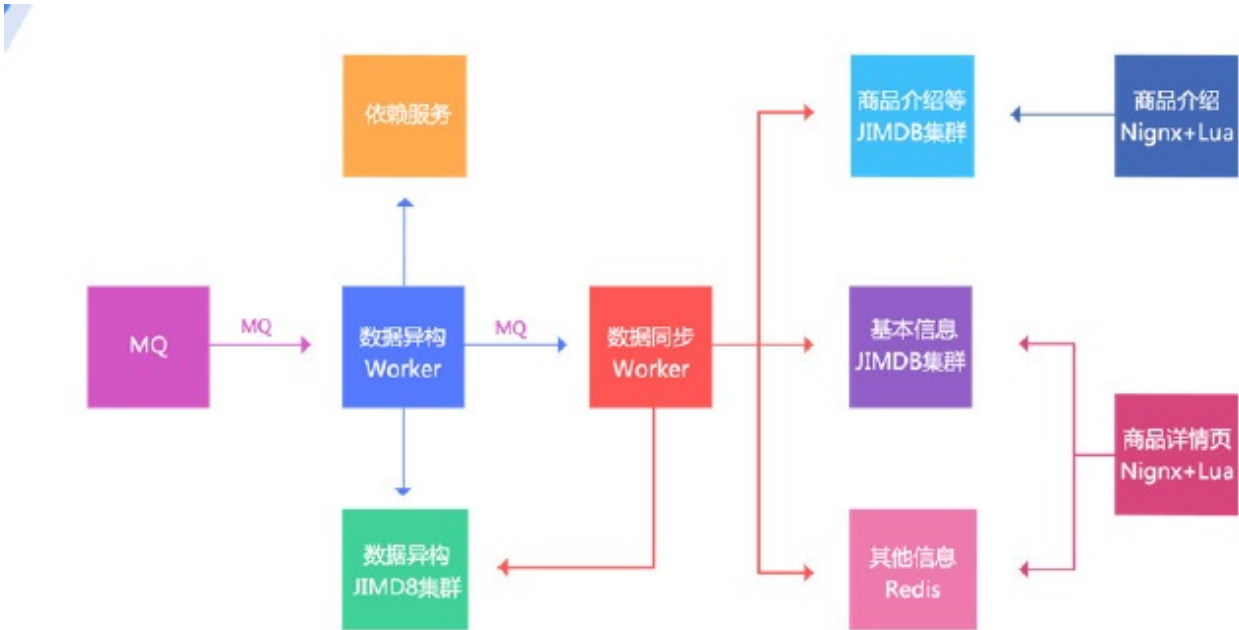 依赖服务
商品介绍等
JIMDB集群
商品介绍
Nignx+Lua
MQ
MQ
数据异构
Worker
MQ
数据同步
Worker
基本信息
JIMDB集群
商品详情页
Nignx+Lua
数据异构
JIMD8集群
其他信息
Redis